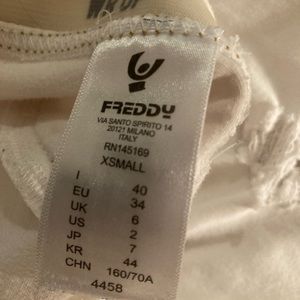 FREDDY
VIA SANTO SPIRITO 14
20121 MILANO
ITALY
RN145169
XSMALL
I 40
EU 34
UK 6
US 2
JP 7
KR 44
CHN 160/70A
4458